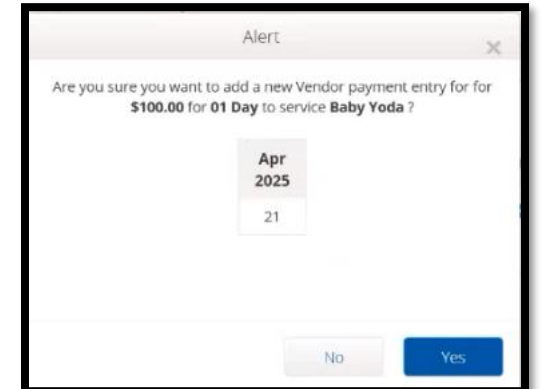 Alert
×
Are you sure you want to add a new Vendor payment entry for for
$100.00 for 01 Day to service Baby Yoda ?
Apr
2025
21
No
Yes